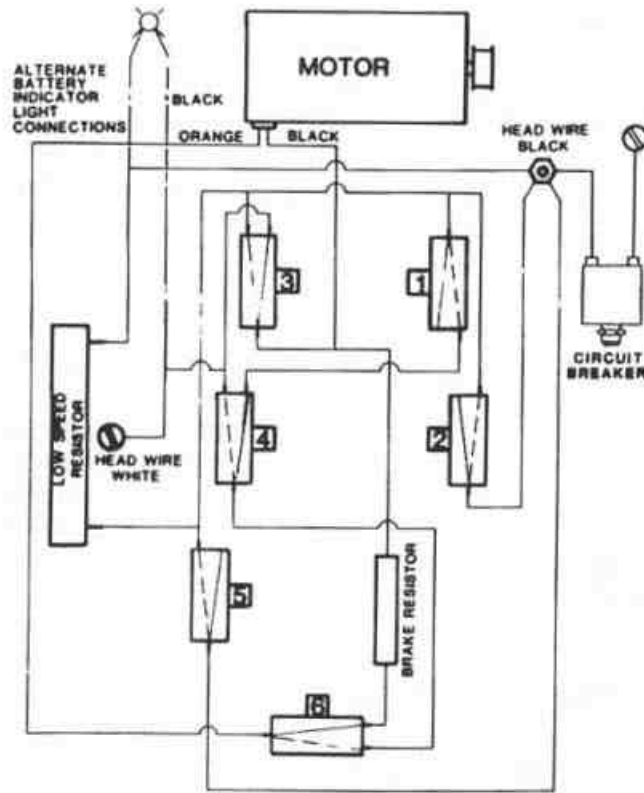 ALTERNATE
BATTERY
INDICATOR
LIGHT
CONNECTIONS
BLACK
MOTOR
ORANGE
BLACK
HEAD WIRE
BLACK
3
1
CIRCUIT
BREAKER
LOW SPEED
RESISTOR
4
2
HEAD WIRE
WHITE
5
BRAKE RESISTOR
6